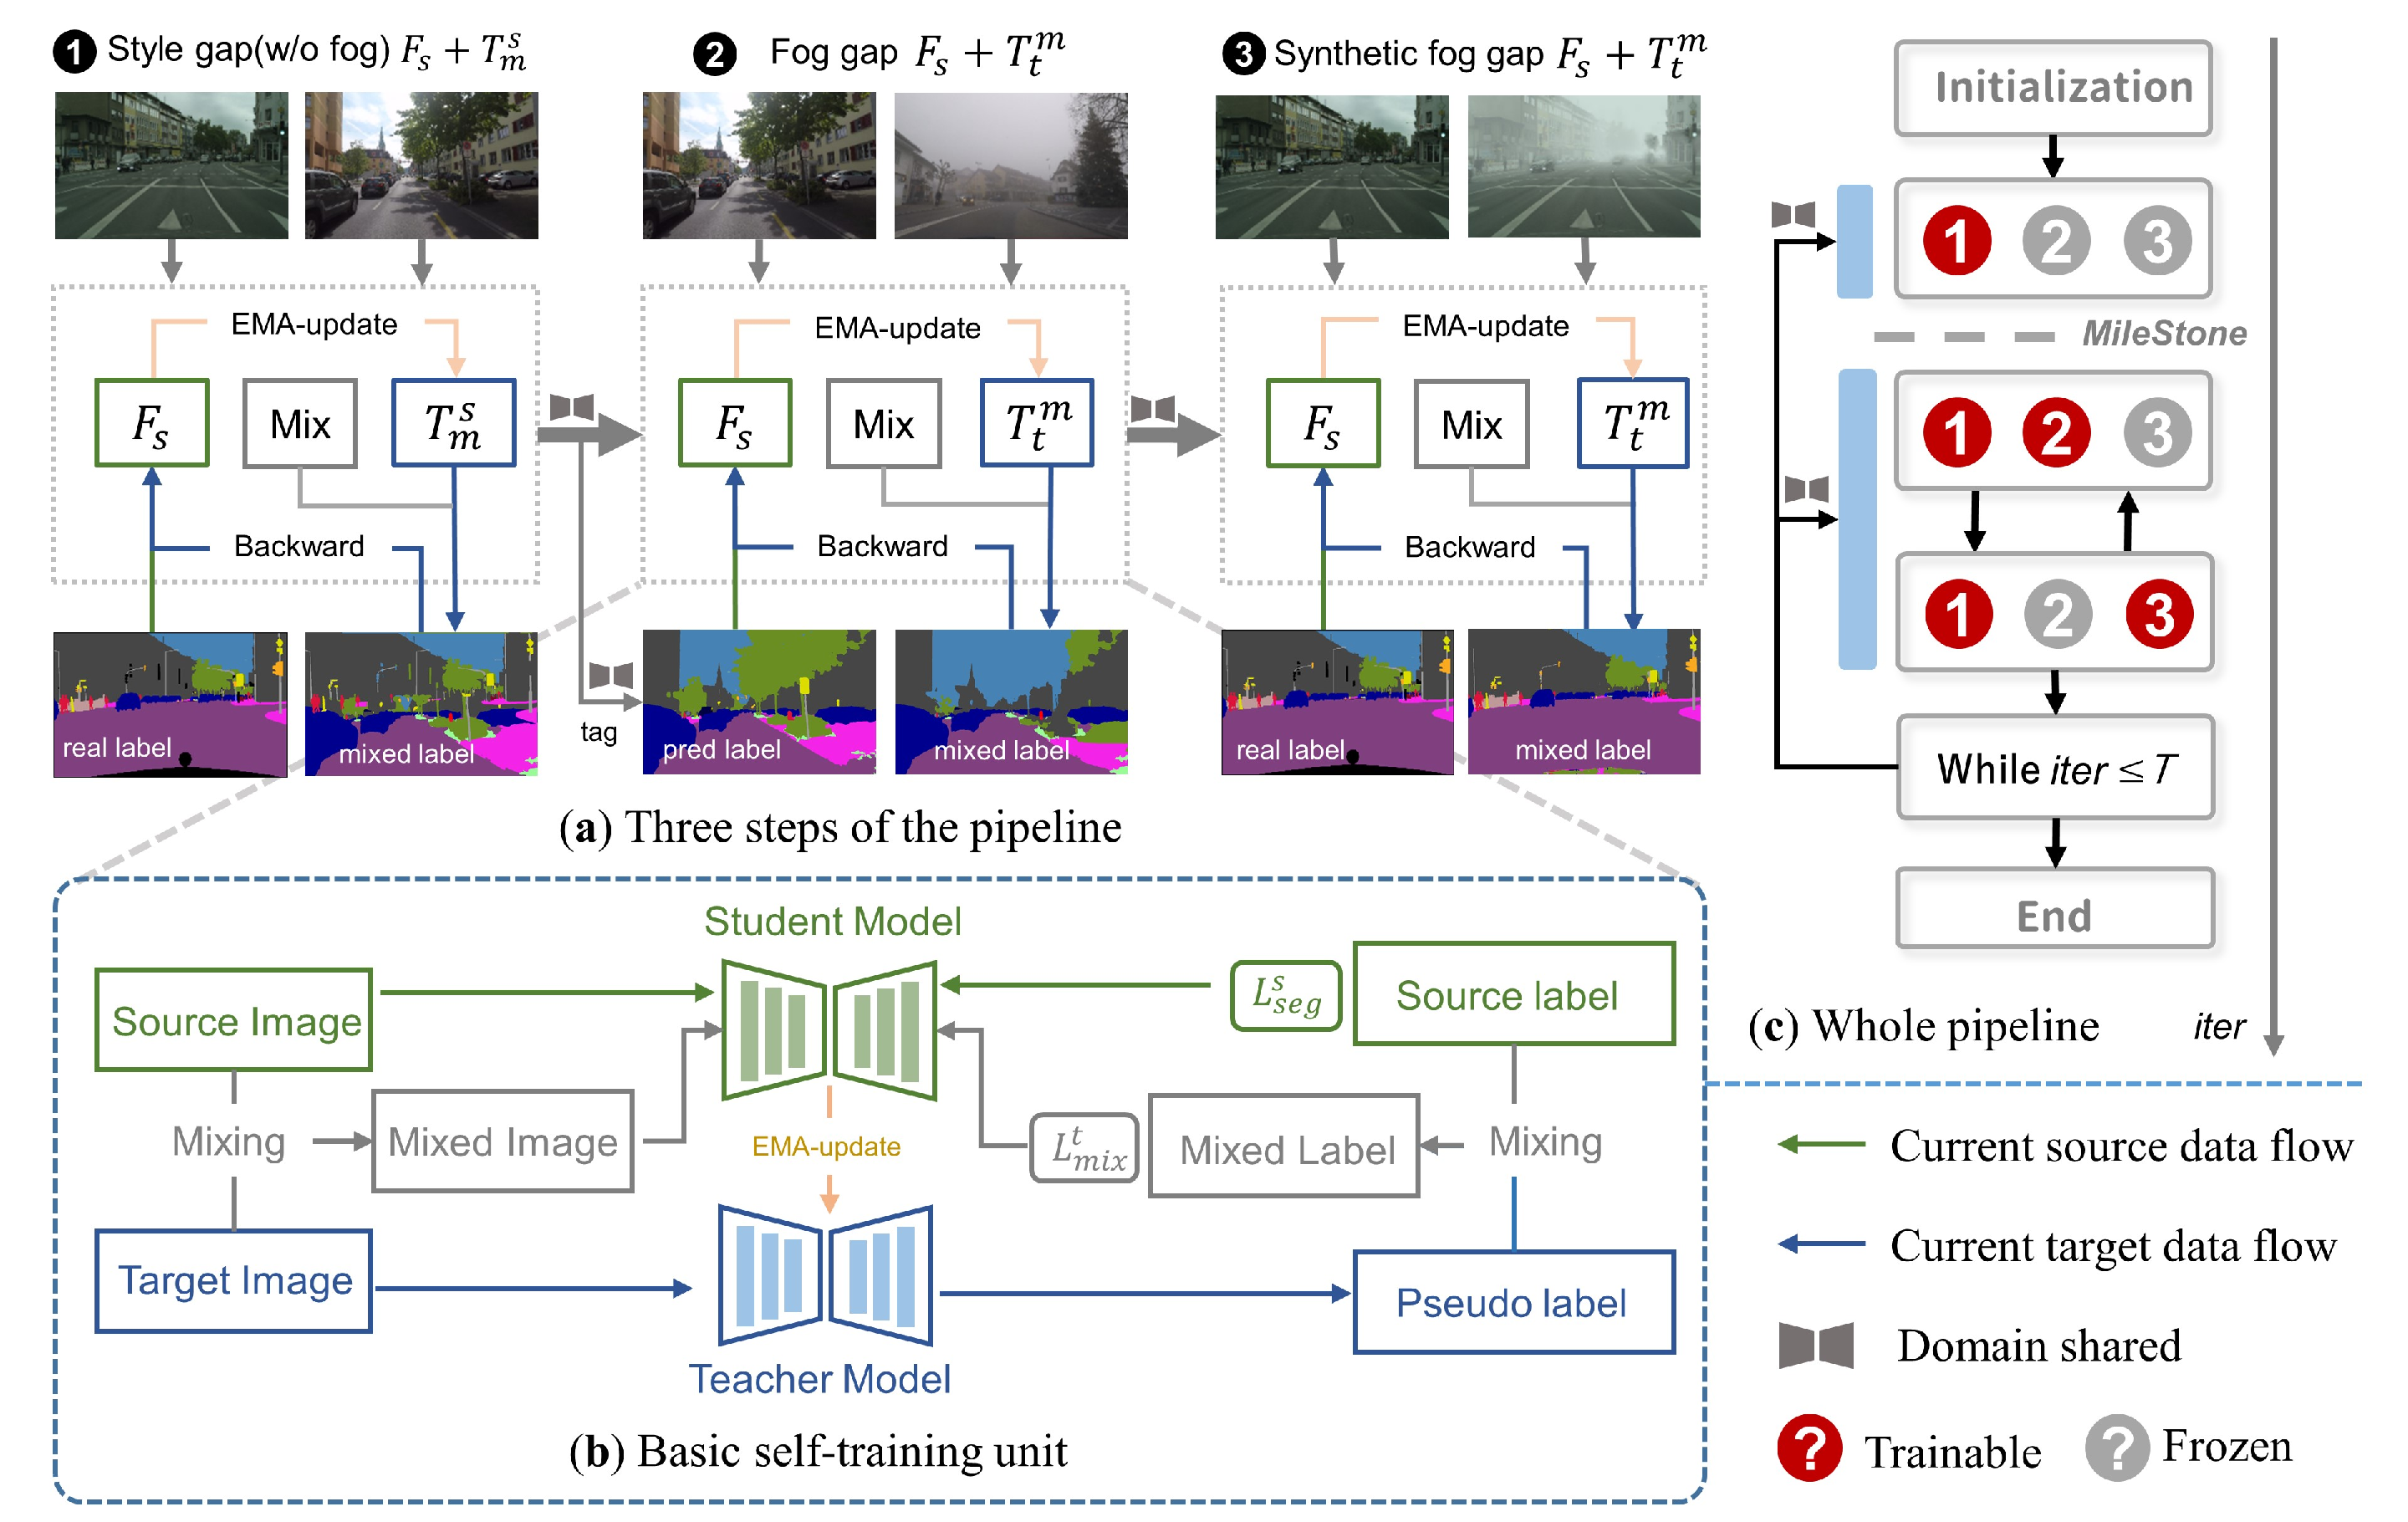 1 Style gap(w/o fog) F_s + T_m^s
2 Fog gap F_s + T_t^m
3 Synthetic fog gap F_s + T_t^m
EMA-update
F_s Mix T_m^s
Backward
real label
mixed label
EMA-update
F_s Mix T_t^m
Backward
tag
pred label
mixed label
EMA-update
F_s Mix T_t^m
Backward
real label
mixed label
(a) Three steps of the pipeline
Student Model
Source Image
L_seg^s
Source label
Mixing
Mixed Image
EMA-update
L_mix^t
Mixed Label
Mixing
Target Image
Pseudo label
Teacher Model
(b) Basic self-training unit
Initialization
1 2 3
MileStone
1 2 3
1 2 3
While iter ≤ T
End
(c) Whole pipeline
iter
Current source data flow
Current target data flow
Domain shared
? Trainable
? Frozen